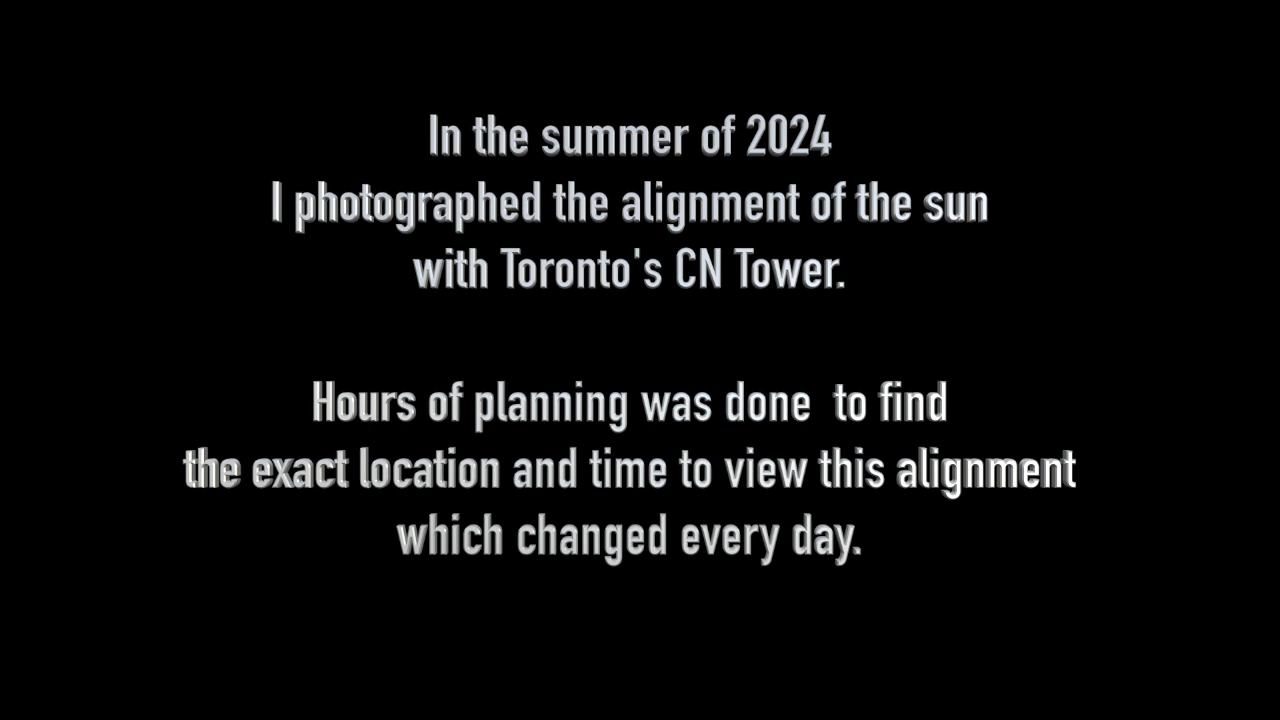 In the summer of 2024
I photographed the alignment of the sun
with Toronto's CN Tower.
Hours of planning was done  to find
the exact location and time to view this alignment
which changed every day.